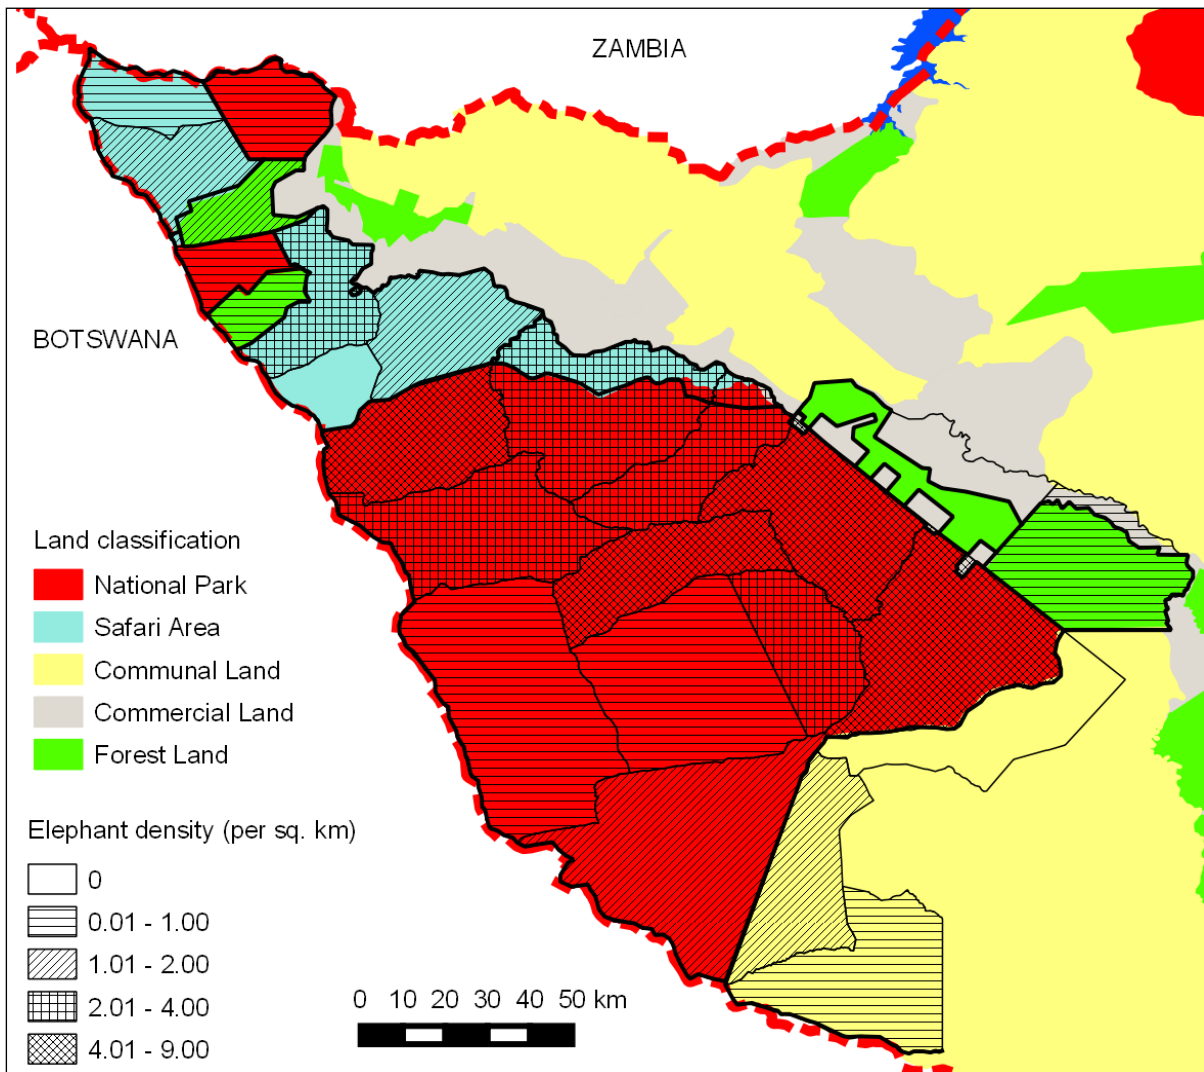 ZAMBIA
BOTSWANA
Land classification
National Park
Safari Area
Communal Land
Commercial Land
Forest Land
Elephant density (per sq. km)
0
0.01 - 1.00
1.01 - 2.00
2.01 - 4.00
4.01 - 9.00
0 10 20 30 40 50 km